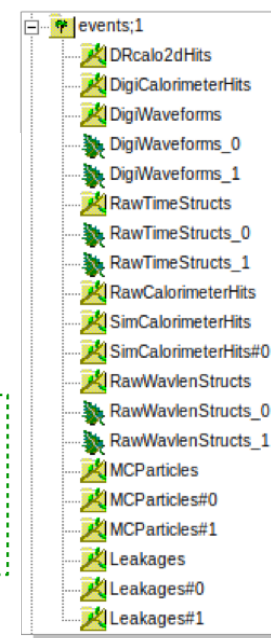 events;1
DRcalo2dHits
DigiCalorimeterHits
DigiWaveforms
DigiWaveforms_0
DigiWaveforms_1
RawTimeStructs
RawTimeStructs_0
RawTimeStructs_1
RawCalorimeterHits
SimCalorimeterHits
SimCalorimeterHits#0
RawWavlenStructs
RawWavlenStructs_0
RawWavlenStructs_1
MCParticles
MCParticles#0
MCParticles#1
Leakages
Leakages#0
Leakages#1